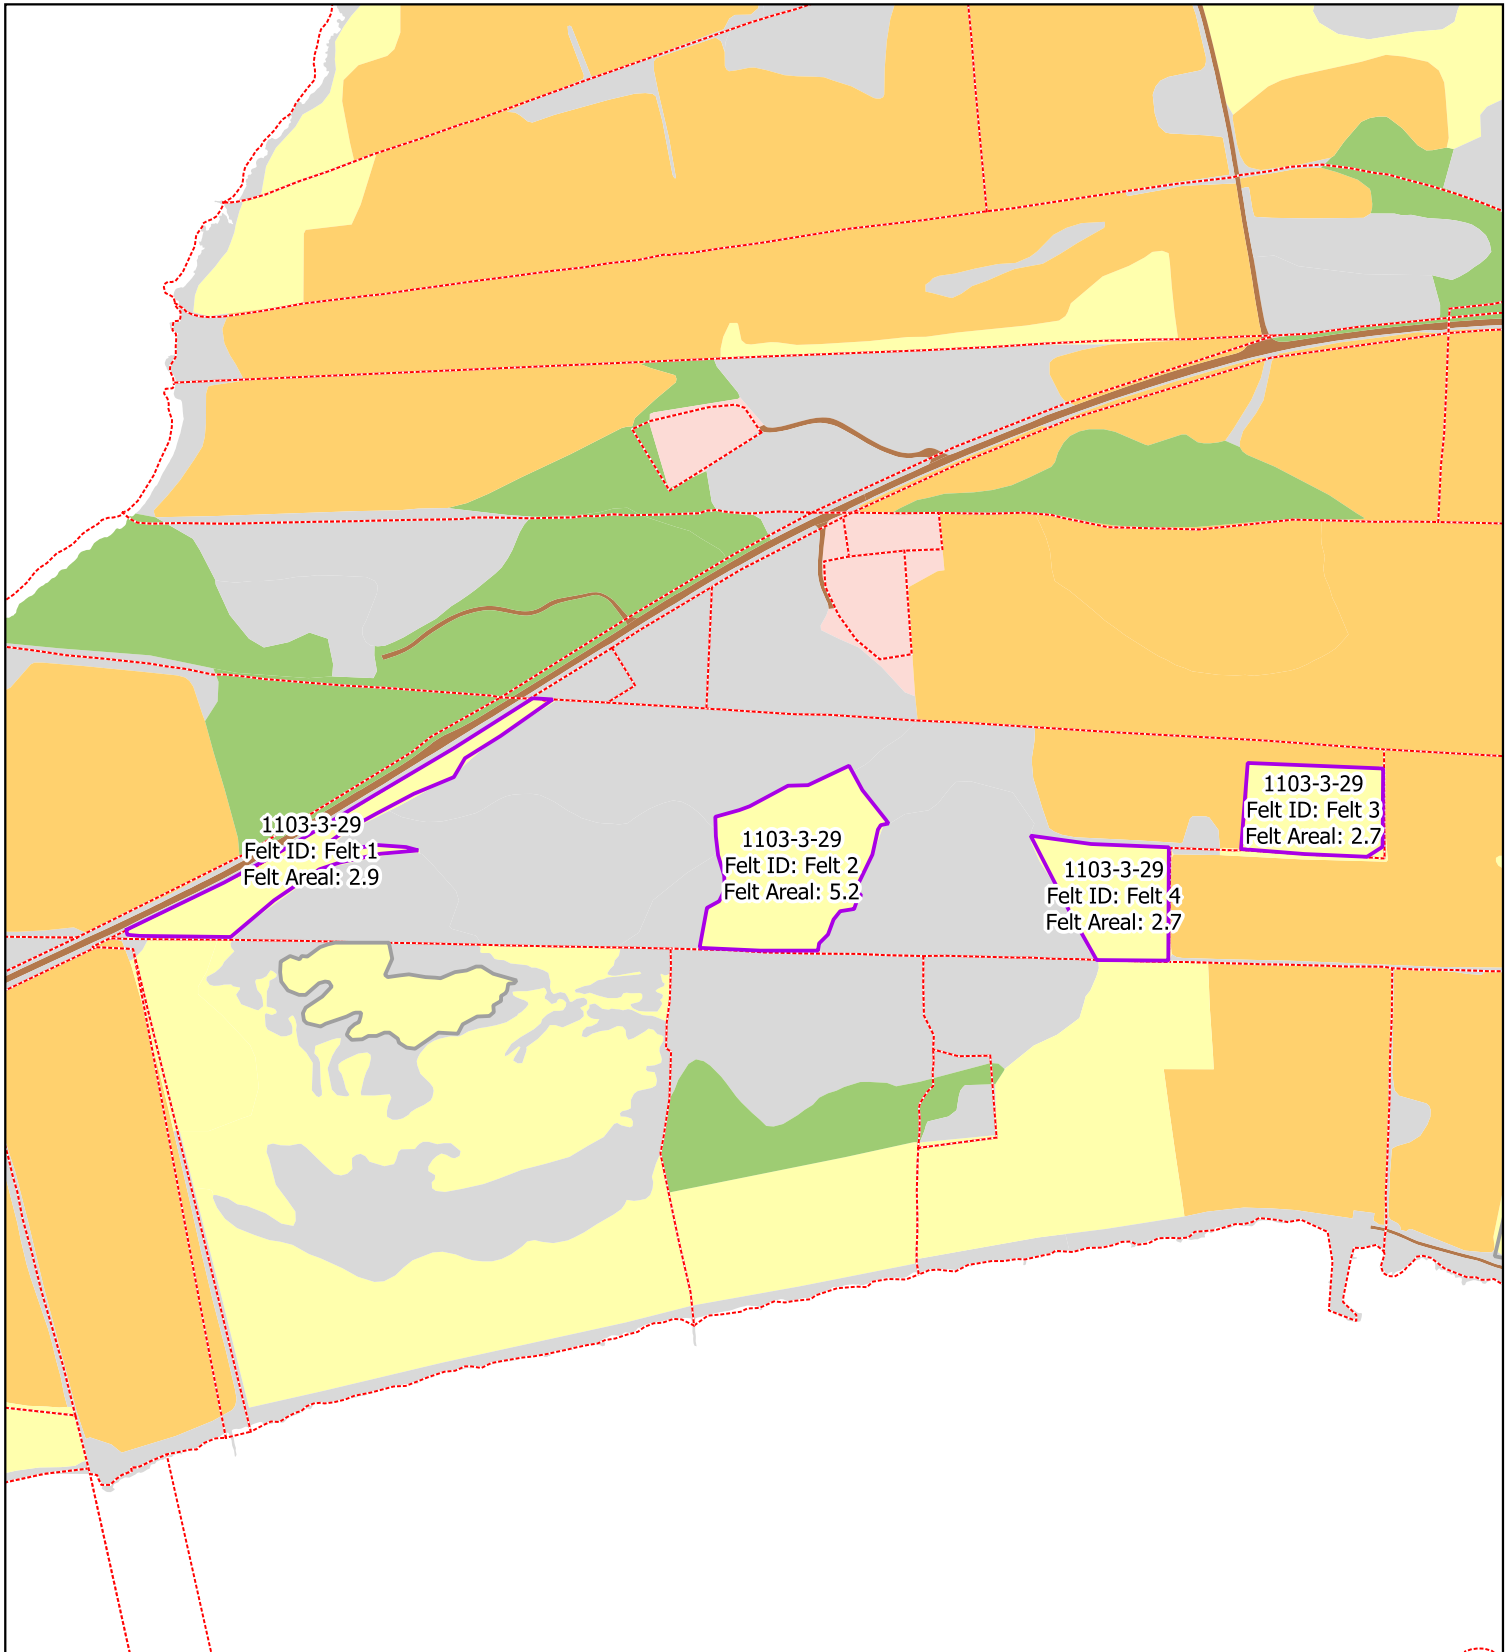 1103-3-29
Felt ID: Felt 1
Felt Areal: 2.9
1103-3-29
Felt ID: Felt 2
Felt Areal: 5.2
1103-3-29
Felt ID: Felt 4
Felt Areal: 2.7
1103-3-29
Felt ID: Felt 3
Felt Areal: 2.7